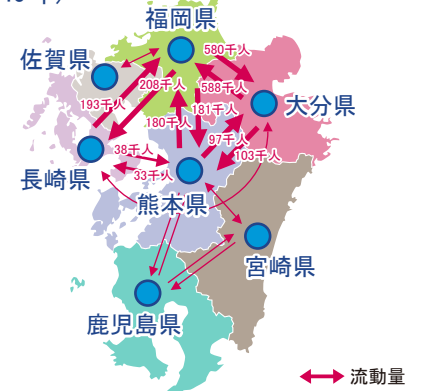 福岡県
佐賀県
580千人
588千人
208千人
193千人
181千人
180千人
大分県
97千人
103千人
38千人
33千人
長崎県
熊本県
宮崎県
鹿児島県
流動量